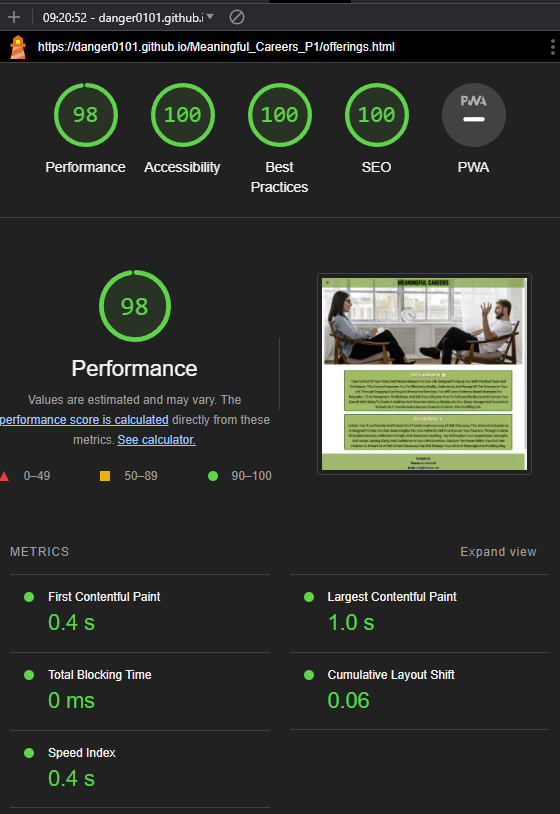 09:20:52 - danger0101.github.i
https://danger0101.github.io/Meaningful_Careers_P1/offerings.html
98 100 100 100 PWA
Performance Accessibility Best Practices SEO PWA
98
Performance
Values are estimated and may vary. The
performance score is calculated directly from these
metrics. See calculator.
0–49 50–89 90–100
MEANINGFUL CAREERS
METRICS Expand view
First Contentful Paint
0.4 s
Largest Contentful Paint
1.0 s
Total Blocking Time
0 ms
Cumulative Layout Shift
0.06
Speed Index
0.4 s